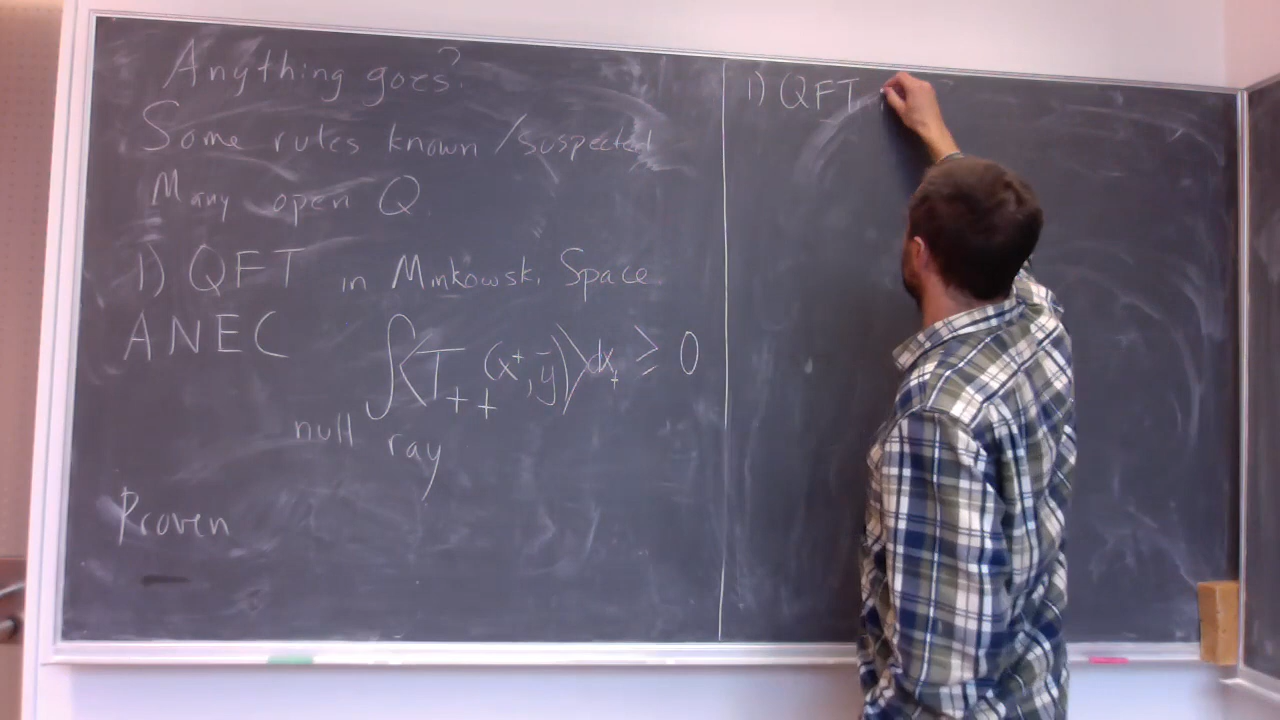 Anything goes?
Some rules known / suspected
Many open Q.
1) QFT in Minkowski Space
ANEC ∫⟨T₊₊(x⁺, y⃗)⟩dx₊ ≥ 0
null ray
Proven
1) QFT